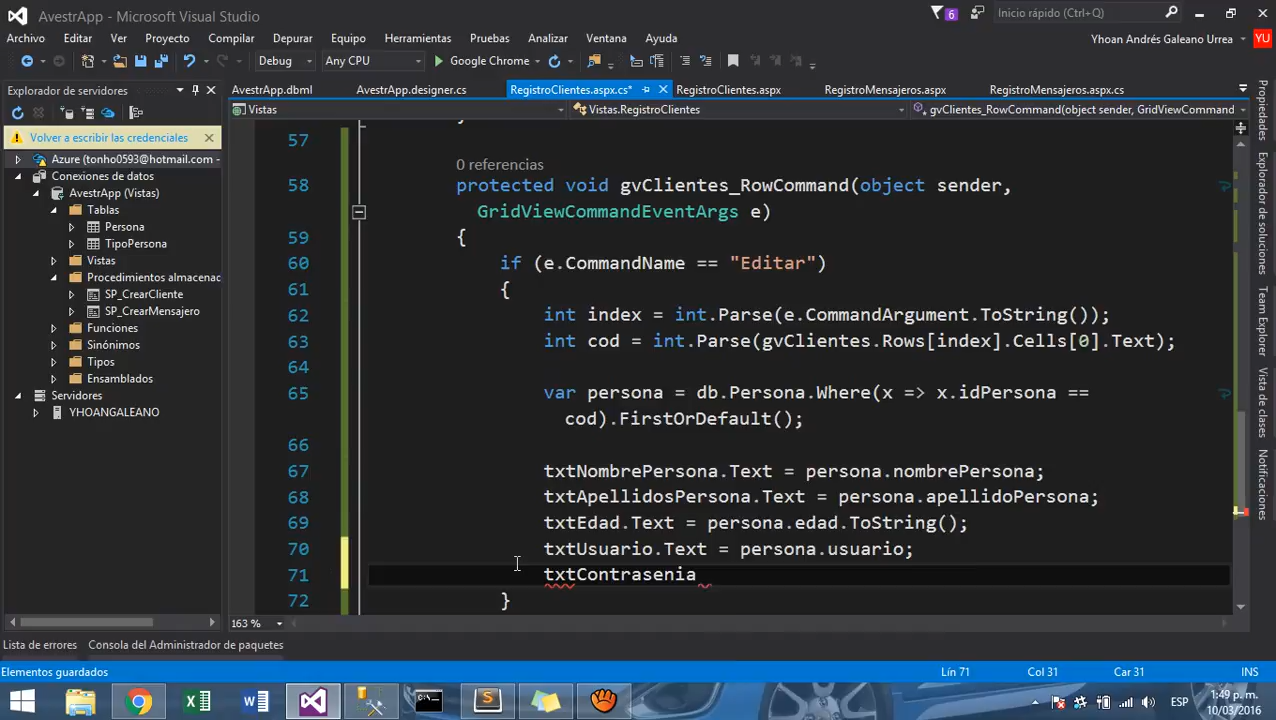 AvestrApp - Microsoft Visual Studio
6
Inicio rápido (Ctrl+Q)
Archivo Editar Ver Proyecto Compilar Depurar Equipo Herramientas Pruebas Analizar Ventana Ayuda
Yhoan Andrés Galeano Urrea
YU
Debug
Any CPU
Google Chrome
Explorador de servidores
AvestrApp.dbml
AvestrApp.designer.cs
RegistroClientes.aspx.cs*
RegistroClientes.aspx
RegistroMensajeros.aspx
RegistroMensajeros.aspx.cs
Vistas
Vistas.RegistroClientes
gvClientes_RowCommand(object sender, GridViewCommand
Volver a escribir las credenciales
Azure (tonho0593@hotmail.com -
Conexiones de datos
AvestrApp (Vistas)
Tablas
Persona
TipoPersona
Vistas
Procedimientos almacenad
SP_CrearCliente
SP_CrearMensajero
Funciones
Sinónimos
Tipos
Ensamblados
Servidores
YHOANGALEANO
57 }
0 referencias
58 protected void gvClientes_RowCommand(object sender,
GridViewCommandEventArgs e)
59 {
60 if (e.CommandName == "Editar")
61 {
62 int index = int.Parse(e.CommandArgument.ToString());
63 int cod = int.Parse(gvClientes.Rows[index].Cells[0].Text);
64
65 var persona = db.Persona.Where(x => x.idPersona ==
cod).FirstOrDefault();
66
67 txtNombrePersona.Text = persona.nombrePersona;
68 txtApellidosPersona.Text = persona.apellidoPersona;
69 txtEdad.Text = persona.edad.ToString();
70 txtUsuario.Text = persona.usuario;
71 txtContrasenia
72 }
Propiedades
Explorador de soluciones
Team Explorer
Vista de clases
Notificaciones
163 %
Lista de errores Consola del Administrador de paquetes
Elementos guardados
Lín 71
Col 31
Car 31
INS
ESP
1:49 p. m.
10/03/2016